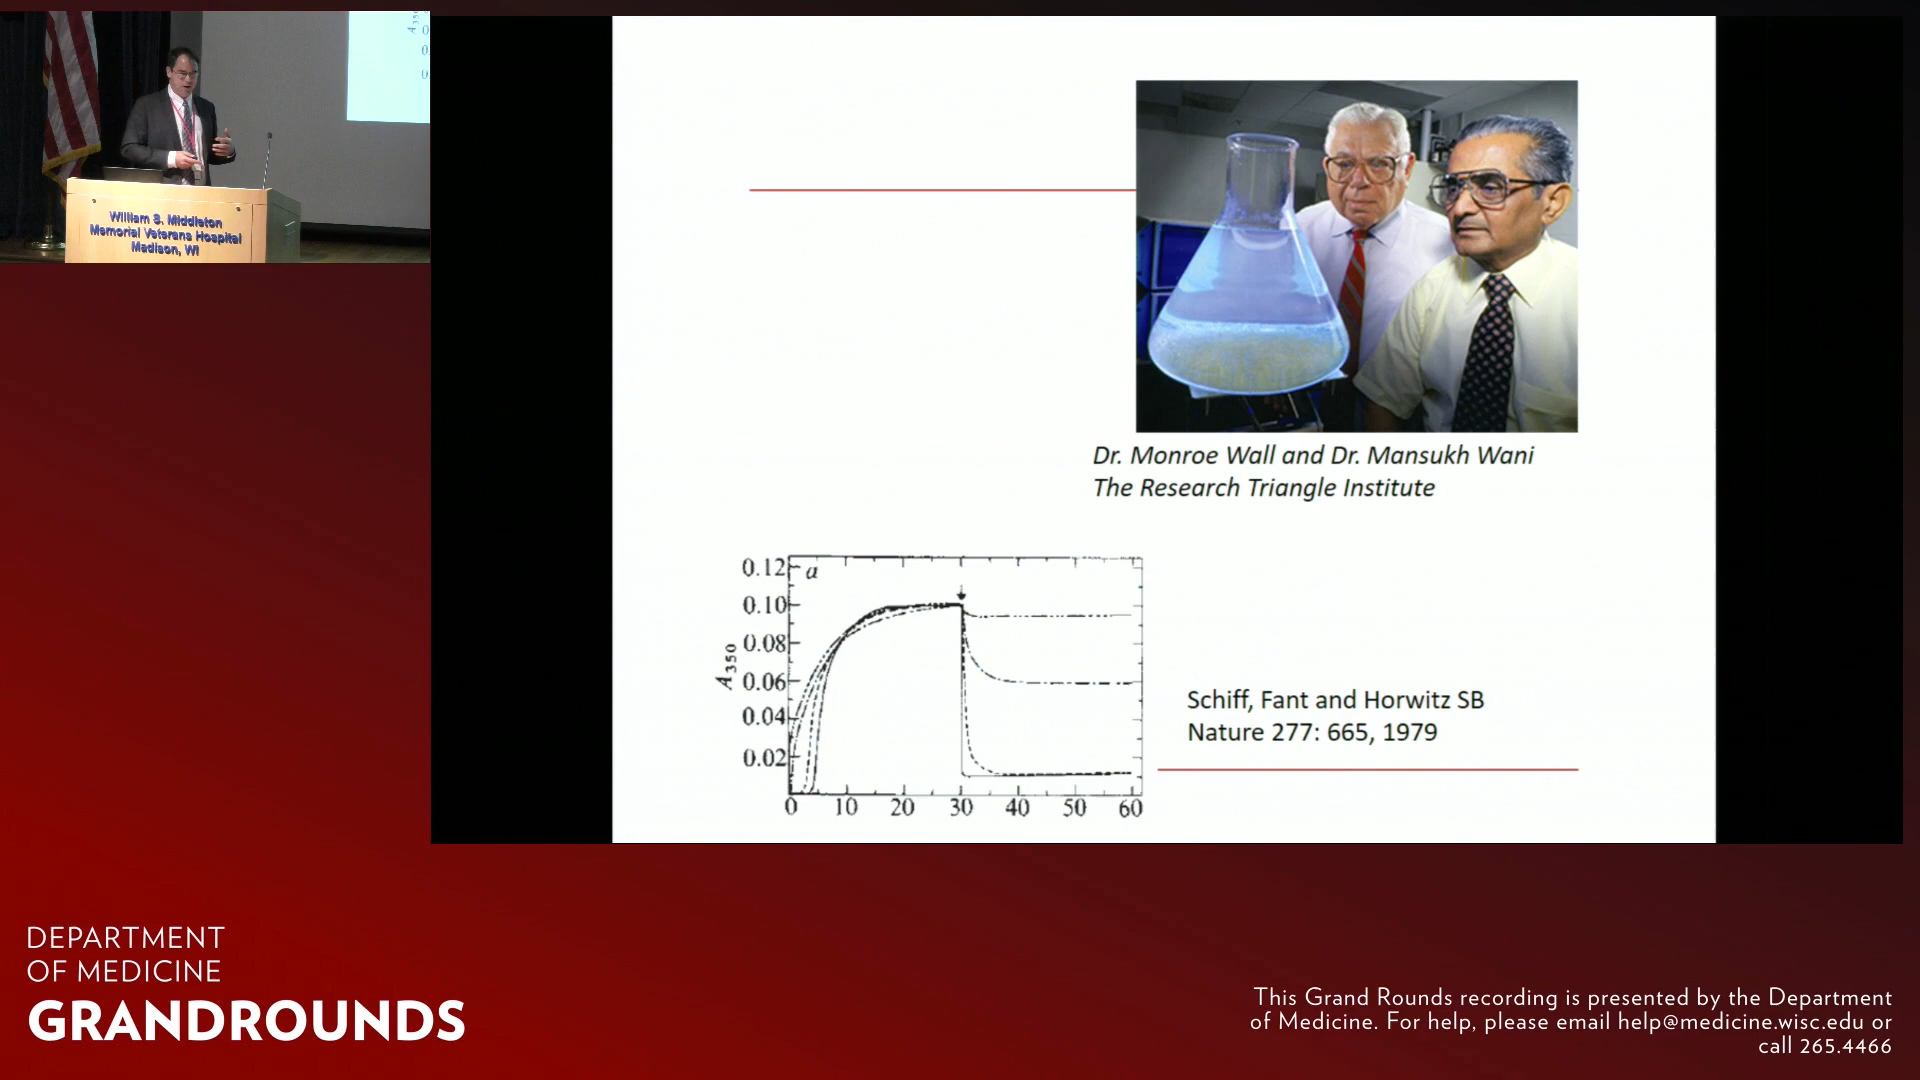 William S. Middleton
Memorial Veterans Hospital
Madison, WI
Dr. Monroe Wall and Dr. Mansukh Wani
The Research Triangle Institute
0.12
a
0.10
0.08
0.06
0.04
0.02
A350
0 10 20 30 40 50 60
Schiff, Fant and Horwitz SB
Nature 277: 665, 1979
DEPARTMENT
OF MEDICINE
GRANDROUNDS
This Grand Rounds recording is presented by the Department
of Medicine. For help, please email help@medicine.wisc.edu or
call 265.4466